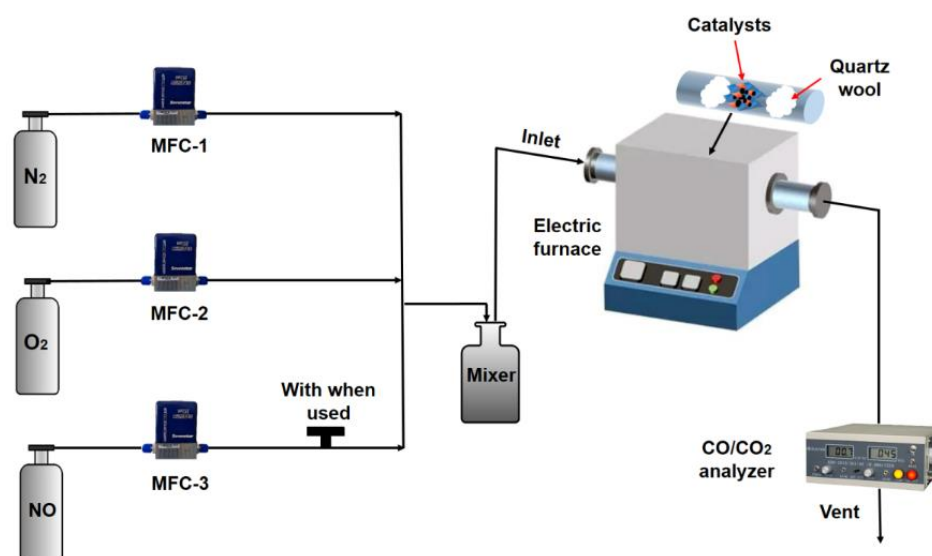 Catalysts
Quartz
wool
N2
MFC-1
Inlet
Electric
furnace
O2
MFC-2
Mixer
With when
used
NO
MFC-3
CO/CO2
analyzer
Vent